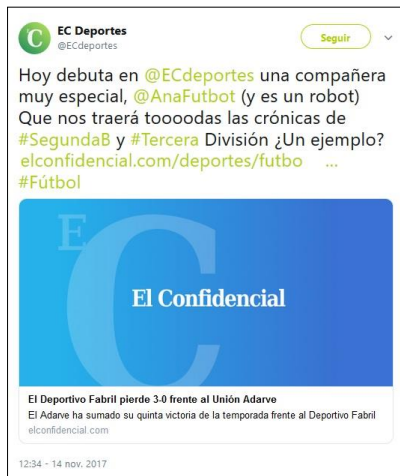 EC Deportes
@ECdeportes
Seguir
Hoy debuta en @ECdeportes una compañera
muy especial, @AnaFutbot (y es un robot)
Que nos traerá toooodas las crónicas de
#SegundaB y #Tercera División ¿Un ejemplo?
elconfidencial.com/deportes/futbo ...
#Fútbol
El Confidencial
El Deportivo Fabril pierde 3-0 frente al Unión Adarve
El Adarve ha sumado su quinta victoria de la temporada frente al Deportivo Fabril
elconfidencial.com
12:34 - 14 nov. 2017